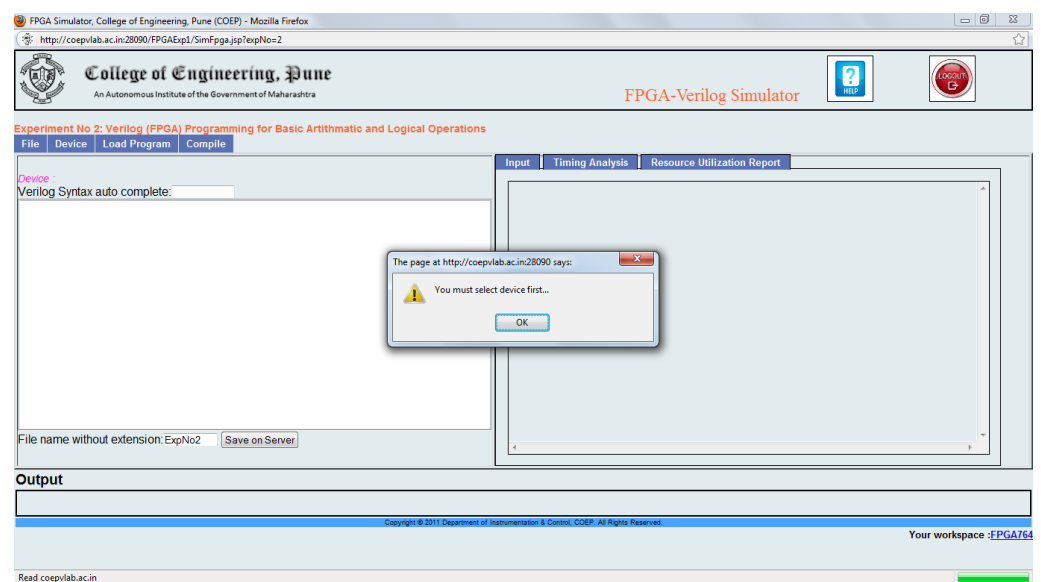 FPGA Simulator, College of Engineering, Pune (COEP) - Mozilla Firefox
http://coepvlab.ac.in:28090/FPGAExp1/SimFpga.jsp?expNo=2
College of Engineering, Pune
An Autonomous Institute of the Government of Maharashtra
FPGA-Verilog Simulator
?
HELP
LOGOUT
Experiment No 2: Verilog (FPGA) Programming for Basic Artithmatic and Logical Operations
File Device Load Program Compile
Input Timing Analysis Resource Utilization Report
Device :
Verilog Syntax auto complete:
The page at http://coepvlab.ac.in:28090 says:
You must select device first...
OK
File name without extension: ExpNo2 Save on Server
Output
Copyright © 2011 Department of Instrumentation & Control, COEP. All Rights Reserved.
Your workspace :FPGA764
Read coepvlab.ac.in